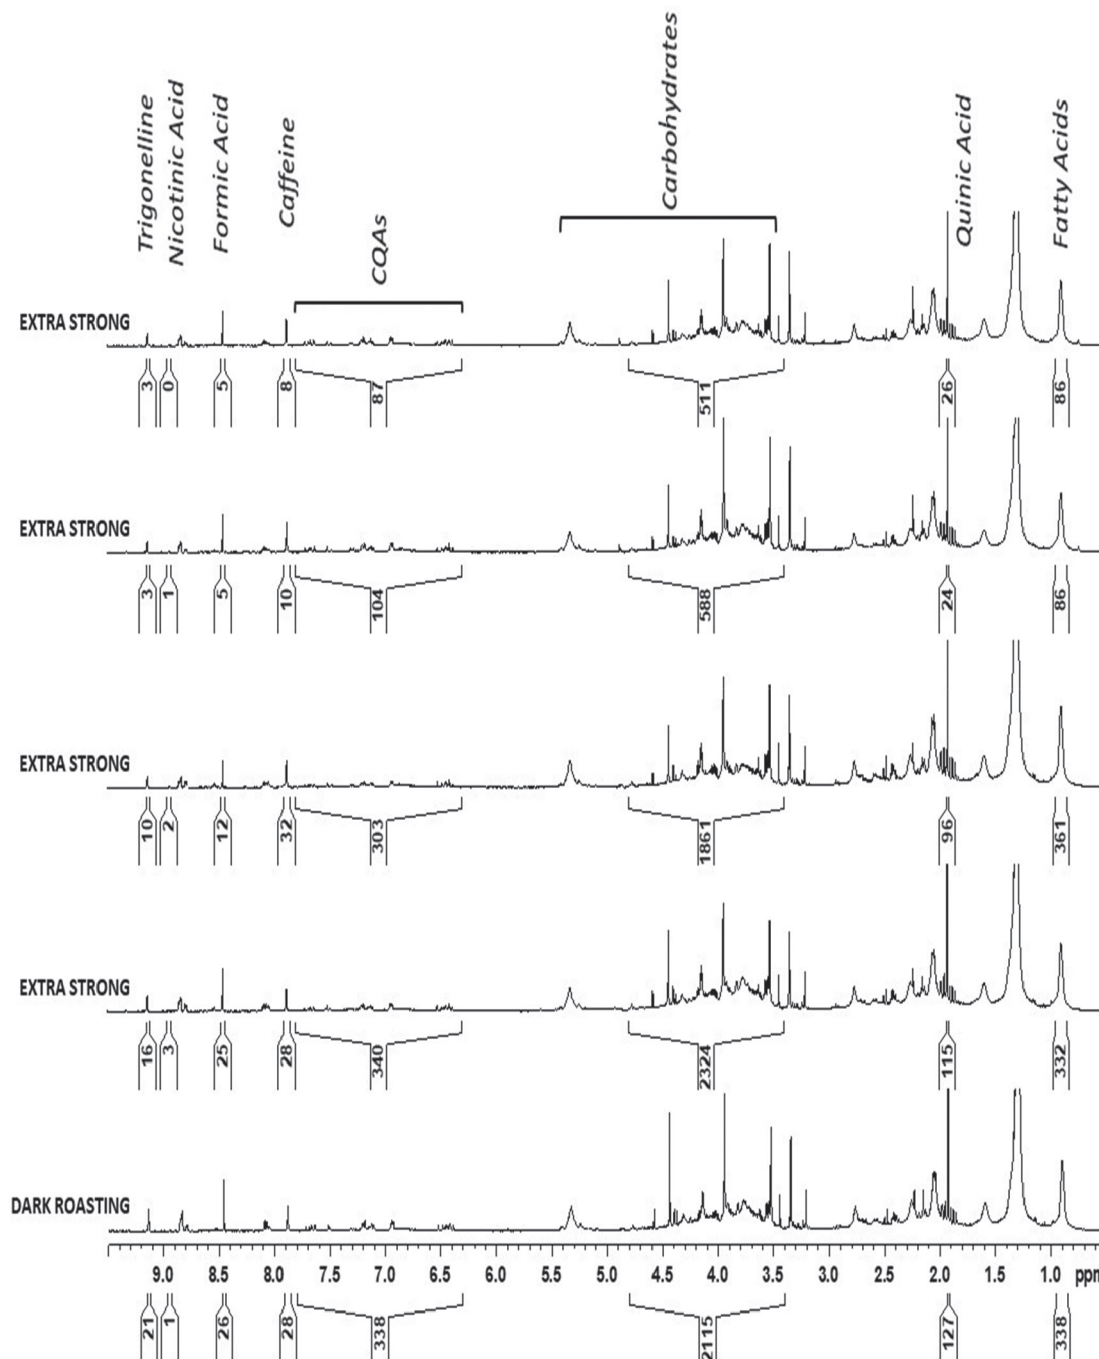 Trigonelline
Nicotinic Acid
Formic Acid
Caffeine
CQAs
Carbohydrates
Quinic Acid
Fatty Acids
EXTRA STRONG
3 0 5 8 87 511 26 86
EXTRA STRONG
3 1 5 10 104 588 24 86
EXTRA STRONG
10 2 12 32 303 1861 96 361
EXTRA STRONG
16 3 25 28 340 2324 115 332
DARK ROASTING
9.0 8.5 8.0 7.5 7.0 6.5 6.0 5.5 5.0 4.5 4.0 3.5 3.0 2.5 2.0 1.5 1.0 ppm
21 1 26 28 338 2115 127 338